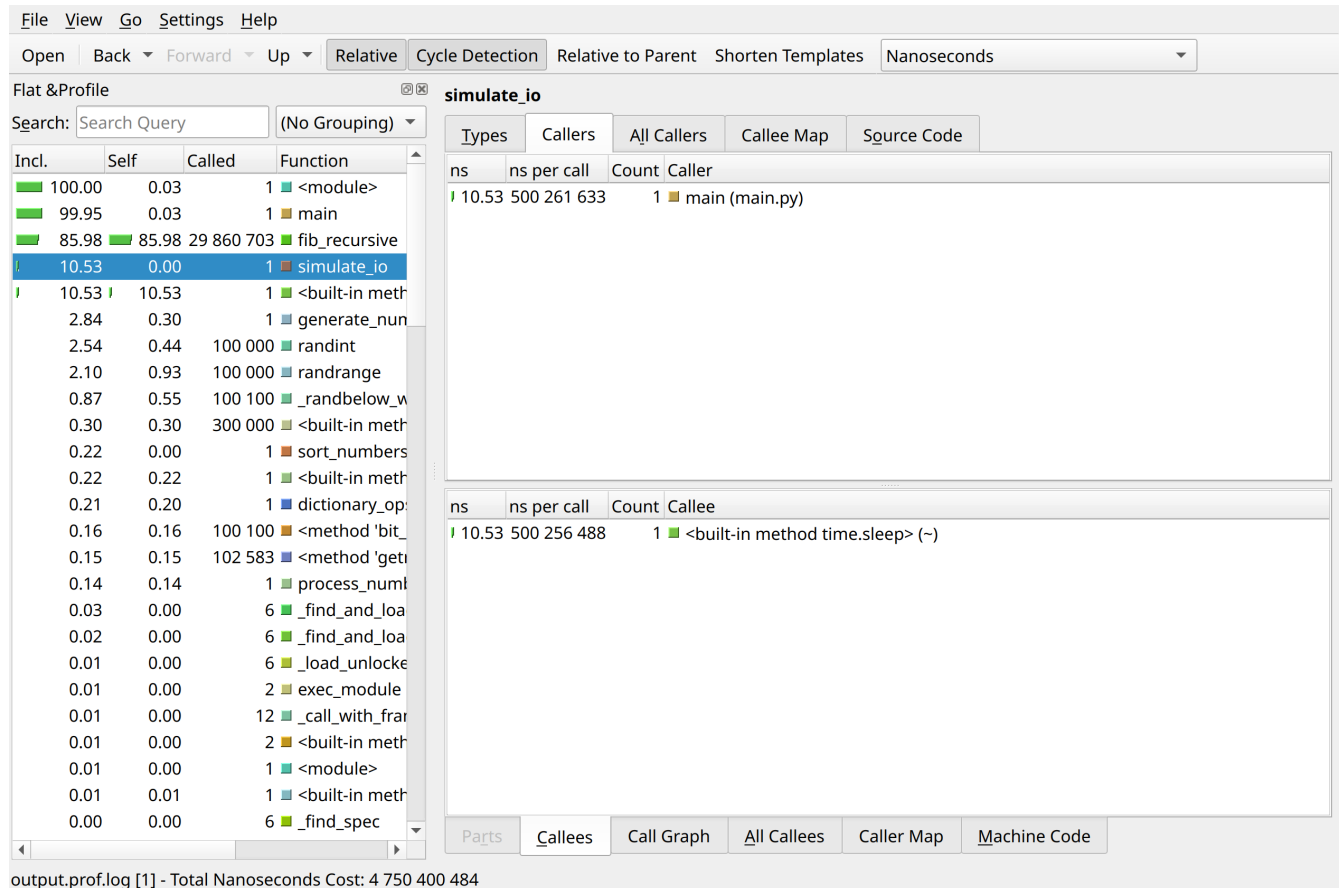 File View Go Settings Help
Open Back Forward Up Relative Cycle Detection Relative to Parent Shorten Templates Nanoseconds
Flat &Profile
Search: Search Query (No Grouping)
Incl. Self Called Function
100.00 0.03 1 <module>
99.95 0.03 1 main
85.98 85.98 29 860 703 fib_recursive
10.53 0.00 1 simulate_io
10.53 10.53 1 <built-in meth
2.84 0.30 1 generate_num
2.54 0.44 100 000 randint
2.10 0.93 100 000 randrange
0.87 0.55 100 100 _randbelow_w
0.30 0.30 300 000 <built-in meth
0.22 0.00 1 sort_numbers
0.22 0.22 1 <built-in meth
0.21 0.20 1 dictionary_op
0.16 0.16 100 100 <method 'bit_
0.15 0.15 102 583 <method 'get
0.14 0.14 1 process_numb
0.03 0.00 6 _find_and_loa
0.02 0.00 6 _find_and_loa
0.01 0.00 6 _load_unlocke
0.01 0.00 2 exec_module
0.01 0.00 12 _call_with_fra
0.01 0.00 2 <built-in meth
0.01 0.00 1 <module>
0.01 0.01 1 <built-in meth
0.00 0.00 6 _find_spec
simulate_io
Types Callers All Callers Callee Map Source Code
ns ns per call Count Caller
10.53 500 261 633 1 main (main.py)
ns ns per call Count Callee
10.53 500 256 488 1 <built-in method time.sleep> (~)
Parts Callees Call Graph All Callees Caller Map Machine Code
output.prof.log [1] - Total Nanoseconds Cost: 4 750 400 484